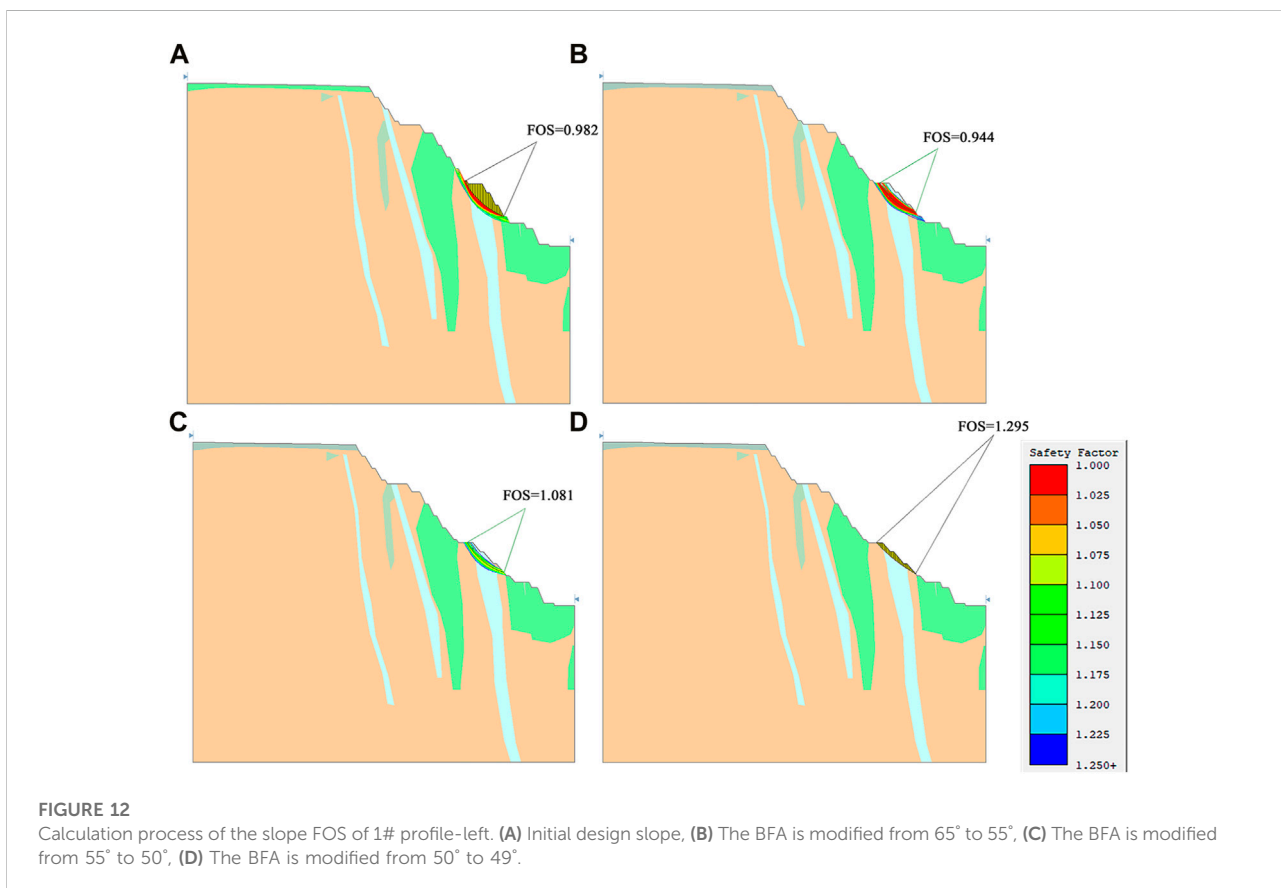 A
B
FOS=0.982
FOS=0.944
C
D
FOS=1.081
FOS=1.295
Safety Factor
1.000
1.025
1.050
1.075
1.100
1.125
1.150
1.175
1.200
1.225
1.250+
FIGURE 12
Calculation process of the slope FOS of 1# profile-left. (A) Initial design slope, (B) The BFA is modified from 65° to 55°, (C) The BFA is modified
from 55° to 50°, (D) The BFA is modified from 50° to 49°.